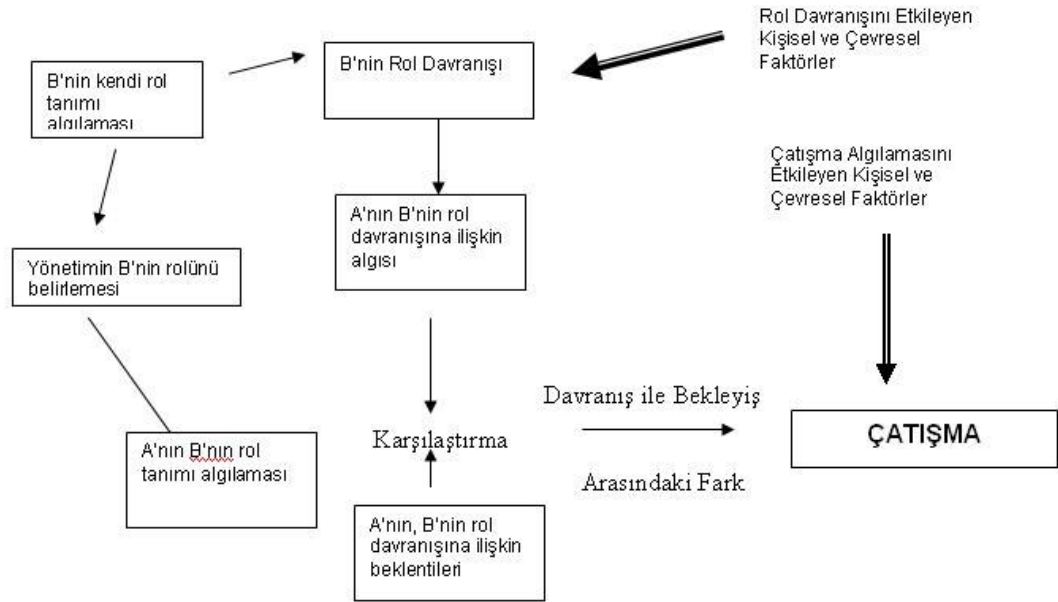 Rol Davranışını Etkileyen
Kişisel ve Çevresel
Faktörler
B'nin Rol Davranışı
B'nin kendi rol
tanımı
algılaması
Çatışma Algılamasını
Etkileyen Kişisel ve
Çevresel Faktörler
A'nın B'nin rol
davranışına ilişkin
algısı
Yönetimin B'nin rolünü
belirlemesi
Davranış ile Bekleyiş
ÇATIŞMA
Karşılaştırma
A'nın B'nın rol
tanımı algılaması
Arasındaki Fark
A'nın, B'nin rol
davranışına ilişkin
beklentileri